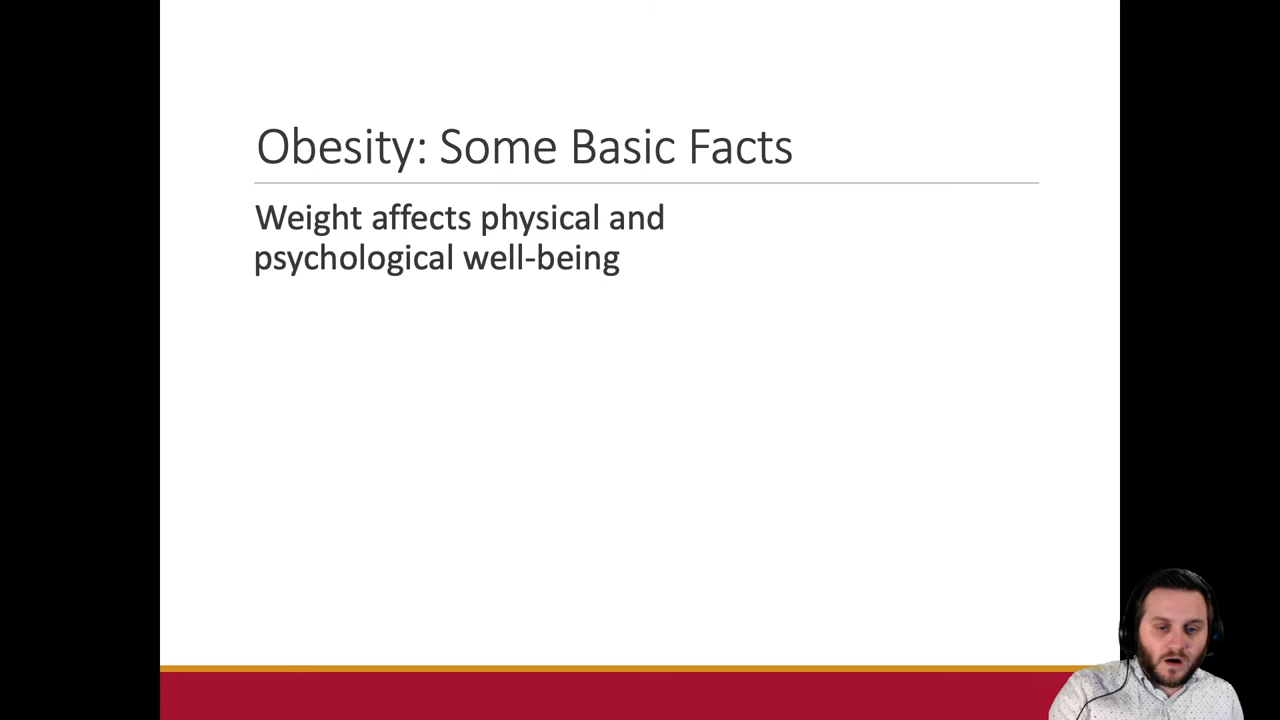 Obesity: Some Basic Facts
Weight affects physical and
psychological well-being